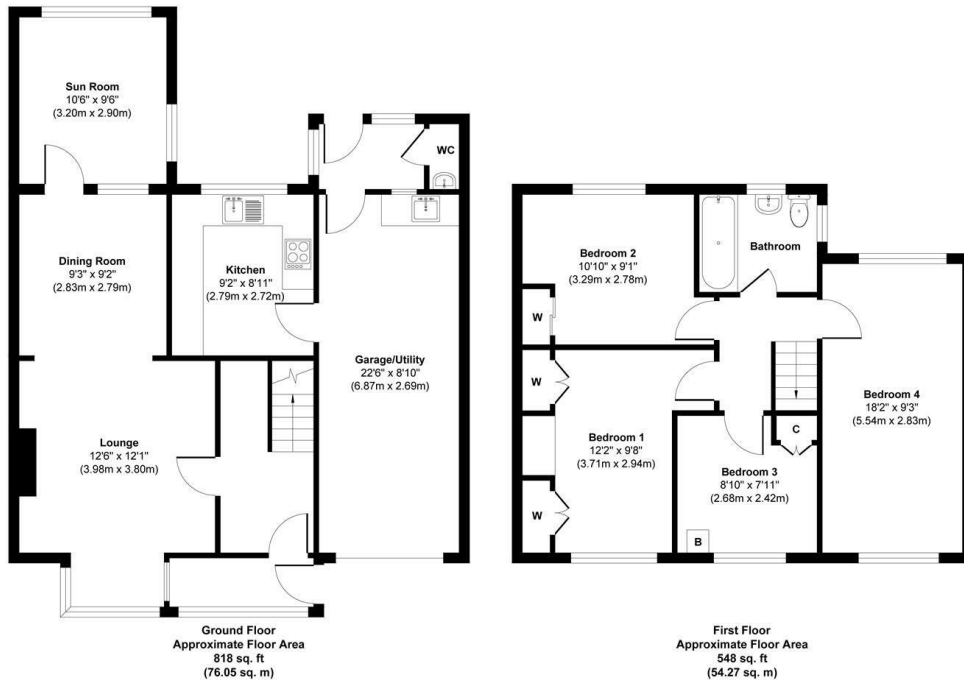 Sun Room
10'6" x 9'6"
(3.20m x 2.90m)
WC
Dining Room
9'3" x 9'2"
(2.83m x 2.79m)
Kitchen
9'2" x 8'11"
(2.79m x 2.72m)
Garage/Utility
22'6" x 8'10"
(6.87m x 2.69m)
Lounge
12'6" x 12'1"
(3.98m x 3.80m)
Ground Floor
Approximate Floor Area
818 sq. ft
(76.05 sq. m)
Bedroom 2
10'10" x 9'1"
(3.29m x 2.78m)
Bathroom
W
W
Bedroom 1
12'2" x 9'8"
(3.71m x 2.94m)
W
Bedroom 3
8'10" x 7'11"
(2.68m x 2.42m)
C
B
Bedroom 4
18'2" x 9'3"
(5.54m x 2.83m)
First Floor
Approximate Floor Area
548 sq. ft
(54.27 sq. m)